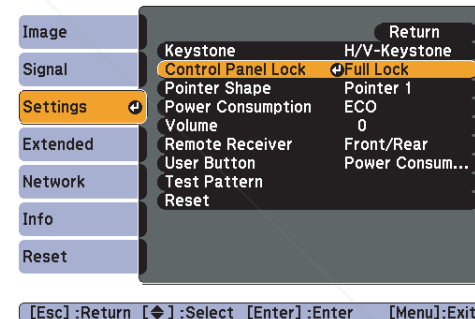 Image
Signal
Settings
Extended
Network
Info
Reset
Return
Keystone H/V-Keystone
Control Panel Lock Full Lock
Pointer Shape Pointer 1
Power Consumption ECO
Volume 0
Remote Receiver Front/Rear
User Button Power Consum...
Test Pattern
Reset
[Esc] :Return [◆] :Select [Enter] :Enter [Menu]:Exit